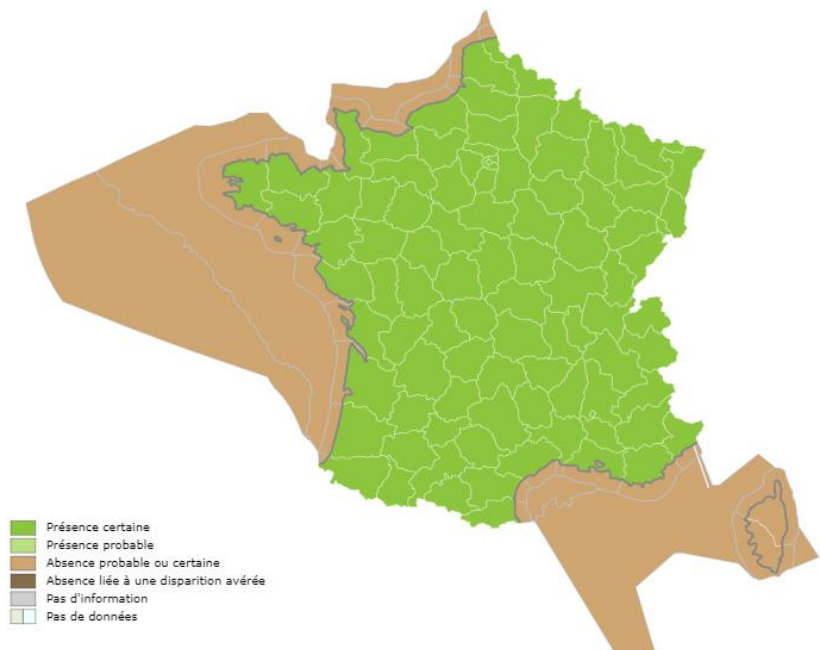 Présence certaine
Présence probable
Absence probable ou certaine
Absence liée à une disparition avérée
Pas d'information
Pas de données